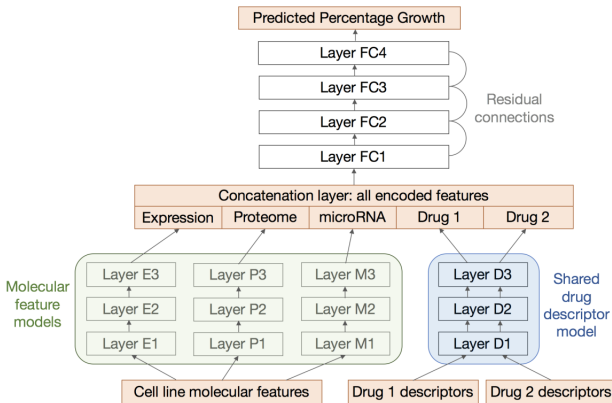 Predicted Percentage Growth
Layer FC4
Layer FC3
Layer FC2
Layer FC1
Residual
connections
Concatenation layer: all encoded features
Expression
Proteome
microRNA
Drug 1
Drug 2
Molecular
feature
models
Layer E3
Layer P3
Layer M3
Layer E2
Layer P2
Layer M2
Layer E1
Layer P1
Layer M1
Layer D3
Layer D2
Layer D1
Shared
drug
descriptor
model
Cell line molecular features
Drug 1 descriptors
Drug 2 descriptors